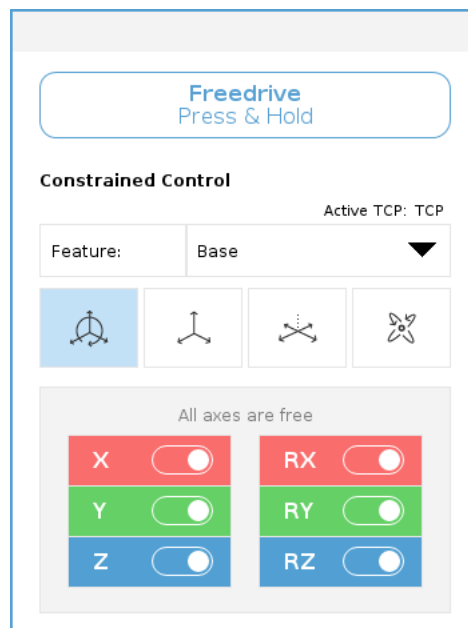 Freedrive
Press & Hold
Constrained Control
Active TCP: TCP
Feature: Base
All axes are free
X RX
Y RY
Z RZ